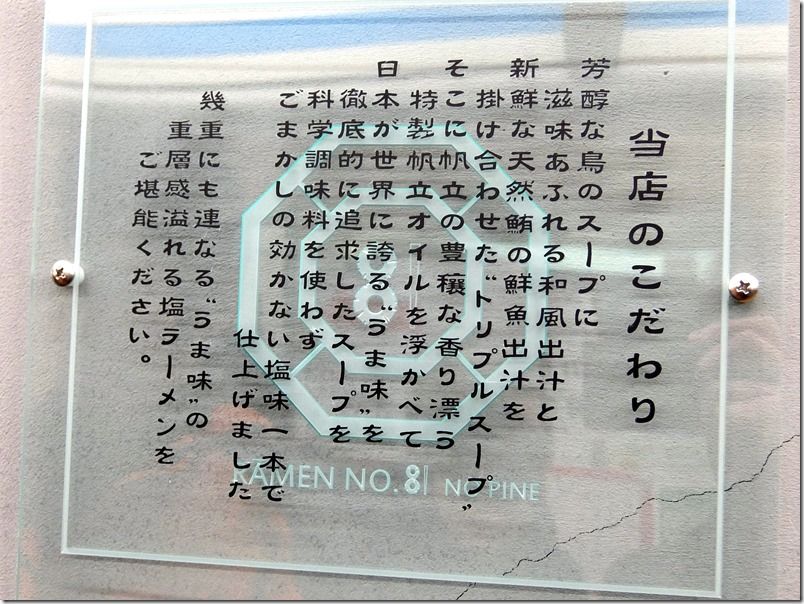 当店のこだわり
芳醇な鳥のスープに
滋味あふれる和風出汁と
新鮮な天然鮪の鮮魚出汁を
掛け合わせた“トリプルスープ”
そこに帆立の豊穣な香り漂う
特製帆立オイルを浮かべて
日本が世界に誇る“うま味”を
徹底的に追求したスープを
科学調味料を使わず
ごまかしの効かない塩味一本で
仕上げました
幾重にも連なる“うま味”の
重層感溢れる塩ラーメンを
ご堪能ください。
81
RAMEN NO.81 NO PINE